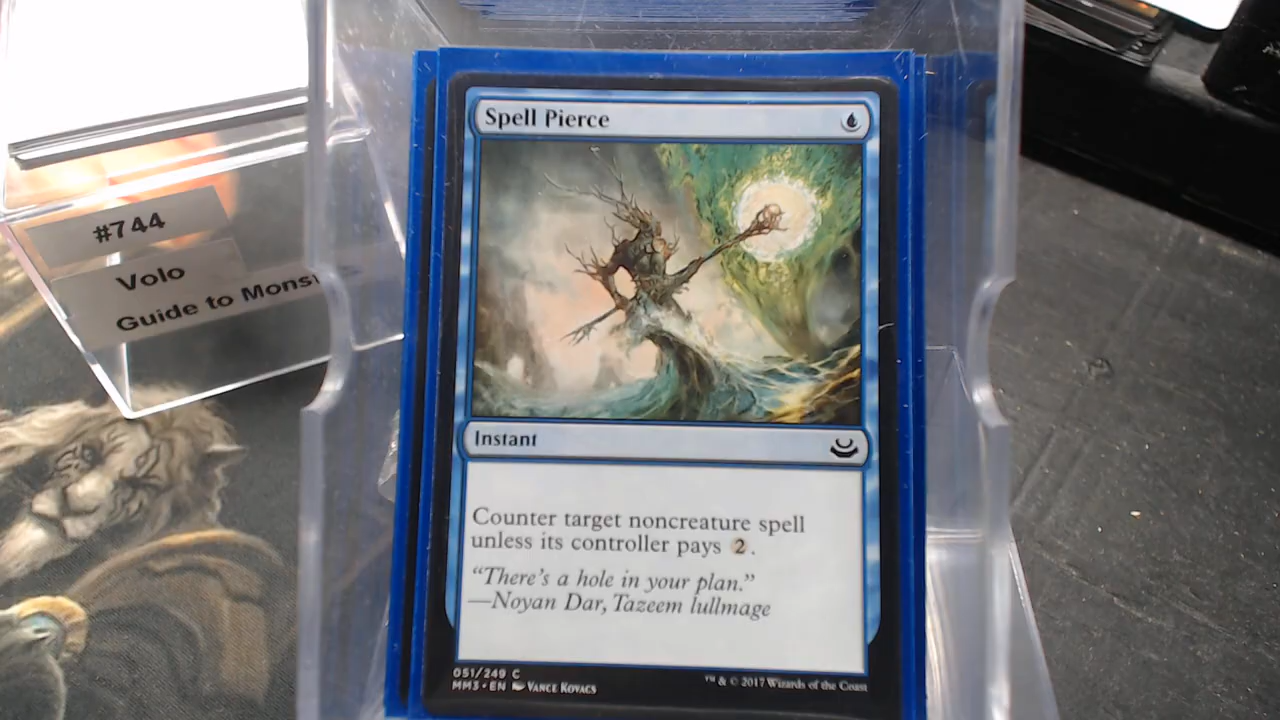 #744
Volo
Guide to
Spell Pierce
Instant
Counter target noncreature spell
unless its controller pays 2.
“There’s a hole in your plan.”
—Noyan Dar, Tazeem lullmage
051/249 C
MM3 • EN Vance Kovacs
™ & © 2017 Wizards of the Coast